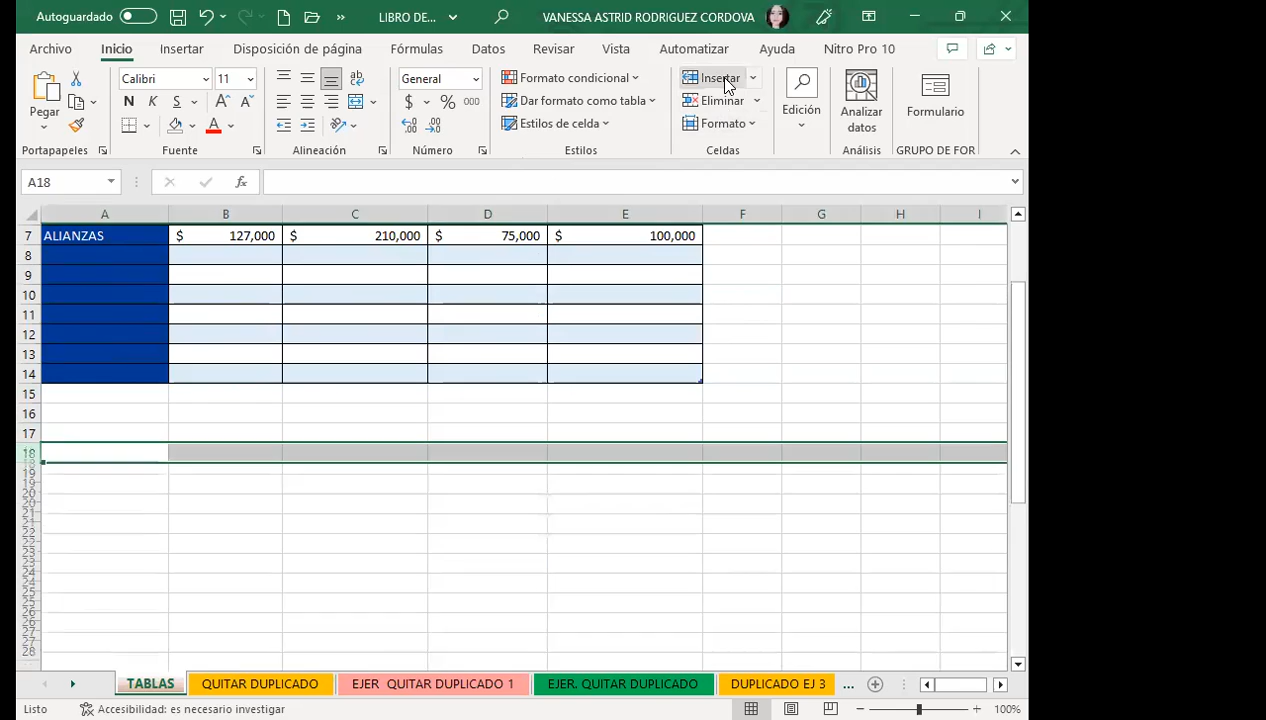 Autoguardado LIBRO DE... VANESSA ASTRID RODRIGUEZ CORDOVA
Archivo Inicio Insertar Disposición de página Fórmulas Datos Revisar Vista Automatizar Ayuda Nitro Pro 10
Pegar
Portapapeles
Calibri 11
N K S
Fuente
Alineación
General
$ % 000
Número
Formato condicional
Dar formato como tabla
Estilos de celda
Estilos
Insertar
Eliminar
Formato
Celdas
Edición
Analizar datos
Análisis
Formulario
GRUPO DE FOR
A18 fx
A B C D E F G H I
7 ALIANZAS $ 127,000 $ 210,000 $ 75,000 $ 100,000
8
9
10
11
12
13
14
15
16
17
18
TABLAS QUITAR DUPLICADO EJER QUITAR DUPLICADO 1 EJER. QUITAR DUPLICADO DUPLICADO EJ 3 ...
Listo Accesibilidad: es necesario investigar 100%